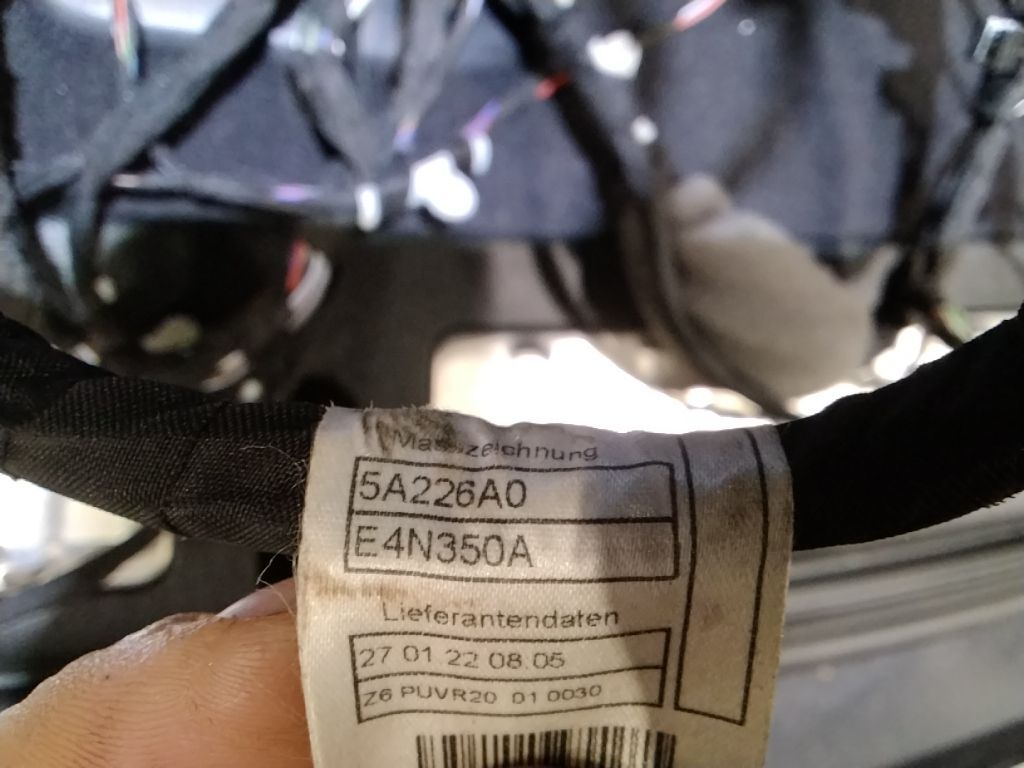 5A226A0
E4N350A
Lieferantendaten
27 01 22 08:05
Z6 PUVR20 01 0030